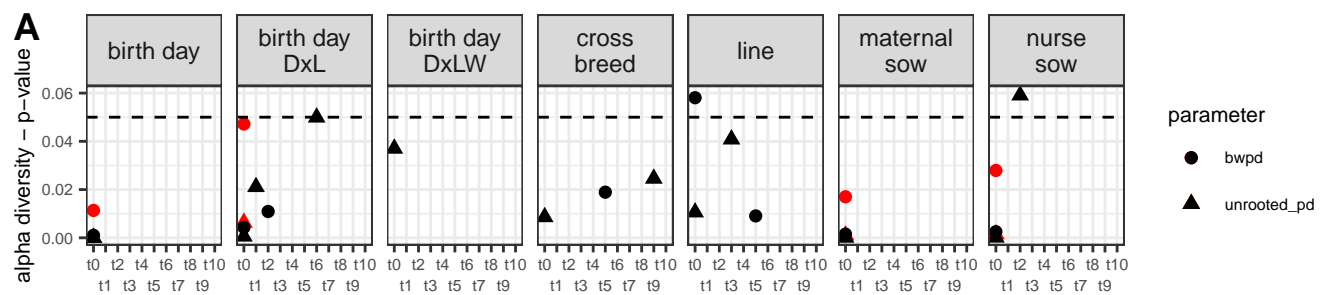 A
birth day
birth day
DxL
birth day
DxLW
cross
breed
line
maternal
sow
nurse
sow
alpha diversity − p−value
0.06
0.04
0.02
0.00
t0 t2 t4 t6 t8 t10
t1 t3 t5 t7 t9
t0 t2 t4 t6 t8 t10
t1 t3 t5 t7 t9
t0 t2 t4 t6 t8 t10
t1 t3 t5 t7 t9
t0 t2 t4 t6 t8 t10
t1 t3 t5 t7 t9
t0 t2 t4 t6 t8 t10
t1 t3 t5 t7 t9
t0 t2 t4 t6 t8 t10
t1 t3 t5 t7 t9
t0 t2 t4 t6 t8 t10
t1 t3 t5 t7 t9
parameter
bwpd
unrooted_pd